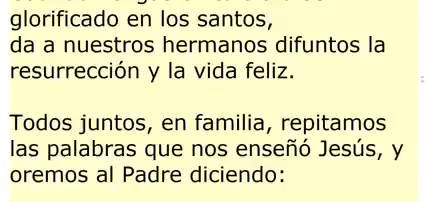 glorificado en los santos,
da a nuestros hermanos difuntos la
resurrección y la vida feliz.
Todos juntos, en familia, repitamos
las palabras que nos enseñó Jesús, y
oremos al Padre diciendo: